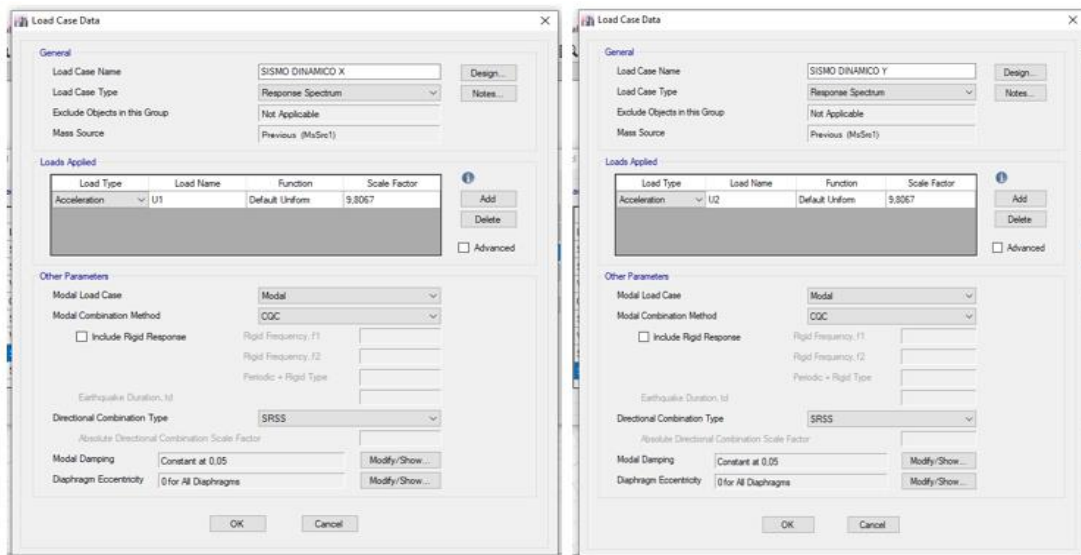 Load Case Data
General
Load Case Name SISMO DINAMICO X Design...
Load Case Type Response Spectrum Notes...
Exclude Objects in this Group Not Applicable
Mass Source Previous (MsSrc1)
Loads Applied
Load Type Load Name Function Scale Factor
Acceleration U1 Default Uniform 9,8067 Add
Delete
Advanced
Other Parameters
Modal Load Case Modal
Modal Combination Method CQC
Include Rigid Response Rigid Frequency, f1
Rigid Frequency, f2
Periodic + Rigid Type
Earthquake Duration, td
Directional Combination Type SRSS
Absolute Directional Combination Scale Factor
Modal Damping Constant at 0,05 Modify/Show...
Diaphragm Eccentricity 0 for All Diaphragms Modify/Show...
OK Cancel
Load Case Data
General
Load Case Name SISMO DINAMICO Y Design...
Load Case Type Response Spectrum Notes...
Exclude Objects in this Group Not Applicable
Mass Source Previous (MsSrc1)
Loads Applied
Load Type Load Name Function Scale Factor
Acceleration U2 Default Uniform 9,8067 Add
Delete
Advanced
Other Parameters
Modal Load Case Modal
Modal Combination Method CQC
Include Rigid Response Rigid Frequency, f1
Rigid Frequency, f2
Periodic + Rigid Type
Earthquake Duration, td
Directional Combination Type SRSS
Absolute Directional Combination Scale Factor
Modal Damping Constant at 0,05 Modify/Show...
Diaphragm Eccentricity 0 for All Diaphragms Modify/Show...
OK Cancel